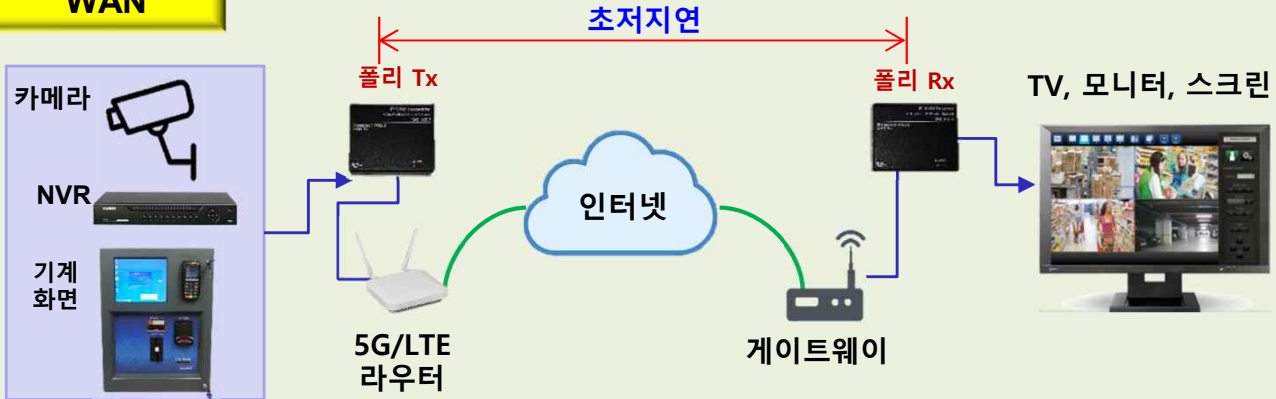 WAN
초저지연
폴리 Tx
폴리 Rx
TV, 모니터, 스크린
카메라
NVR
기계
화면
인터넷
5G/LTE
라우터
게이트웨이